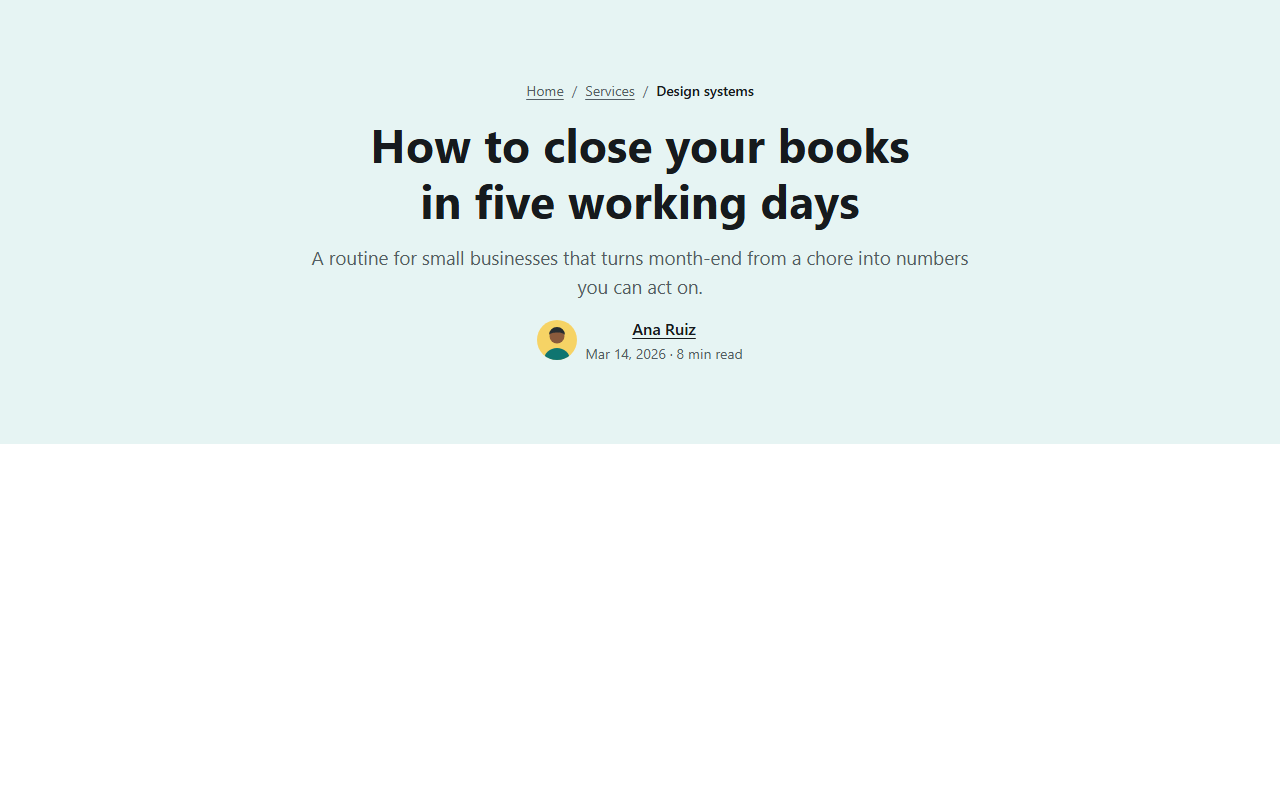 Home / Services / Design systems
How to close your books
in five working days
A routine for small businesses that turns month-end from a chore into numbers
you can act on.
Ana Ruiz
Mar 14, 2026 · 8 min read